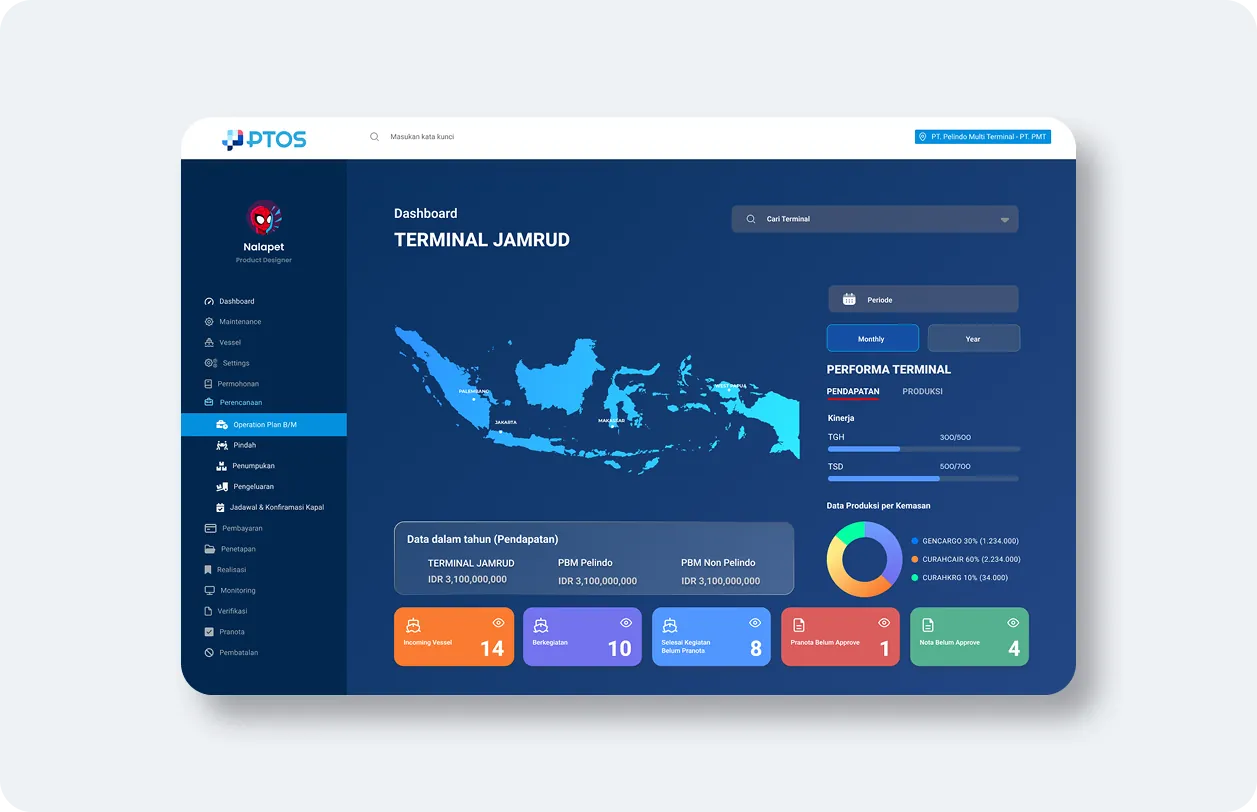 PTOS
Masukan kata kunci
PT. Pelindo Multi Terminal - PT. PMT
Nalapet
Product Designer
Dashboard
Maintenance
Vessel
Settings
Permohonan
Perencanaan
Operation Plan B/M
Pindah
Penumpukan
Pengeluaran
Jadawal & Konfiramasi Kapal
Pembayaran
Penetapan
Realisasi
Monitoring
Verifikasi
Pranota
Pembatalan
Dashboard
TERMINAL JAMRUD
Cari Terminal
PALEMBANG
JAKARTA
MAKASSAR
WEST PAPUA
Periode
Monthly
Year
PERFORMA TERMINAL
PENDAPATAN
PRODUKSI
Kinerja
TGH
300/500
TSD
500/700
Data Produksi per Kemasan
GENCARGO 30% (1.234.000)
CURAHCAIR 60% (2.234.000)
CURAHKRG 10% (34.000)
Data dalam tahun (Pendapatan)
TERMINAL JAMRUD
IDR 3,100,000,000
PBM Pelindo
IDR 3,100,000,000
PBM Non Pelindo
IDR 3,100,000,000
Incoming Vessel
14
Berkegiatan
10
Selesai Kegiatan
Belum Pranota
8
Pranota Belum Approve
1
Nota Belum Approve
4